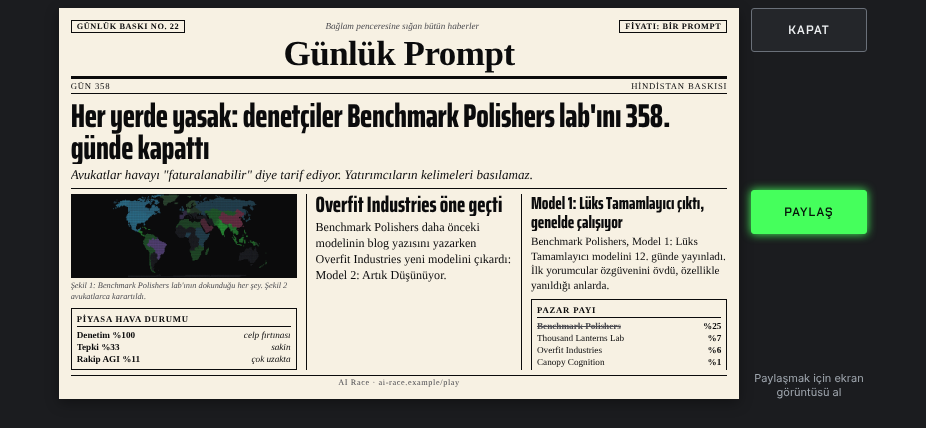 GÜNLÜK BASKI NO. 22
Bağlam penceresine sığan bütün haberler
FİYATI: BİR PROMPT
Günlük Prompt
GÜN 358
HİNDİSTAN BASKISI
Her yerde yasak: denetçiler Benchmark Polishers lab'ını 358.
günde kapattı
Avukatlar havayı "faturalanabilir" diye tarif ediyor. Yatırımcıların kelimeleri basılamaz.
Şekil 1: Benchmark Polishers lab'ının dokunduğu her şey. Şekil 2
avukatlarca karartıldı.
PİYASA HAVA DURUMU
Denetim %100 celp fırtınası
Tepki %33 sakin
Rakip AGI %11 çok uzakta
Overfit Industries öne geçti
Benchmark Polishers daha önceki
modelinin blog yazısını yazarken
Overfit Industries yeni modelini çıkardı:
Model 2: Artık Düşünüyor.
Model 1: Lüks Tamamlayıcı çıktı,
genelde çalışıyor
Benchmark Polishers, Model 1: Lüks
Tamamlayıcı modelini 12. günde yayınladı.
İlk yorumcular özgüvenini övdü, özellikle
yanıldığı anlarda.
PAZAR PAYI
Benchmark Polishers %25
Thousand Lanterns Lab %7
Overfit Industries %6
Canopy Cognition %1
AI Race · ai-race.example/play
KAPAT
PAYLAŞ
Paylaşmak için ekran
görüntüsü al